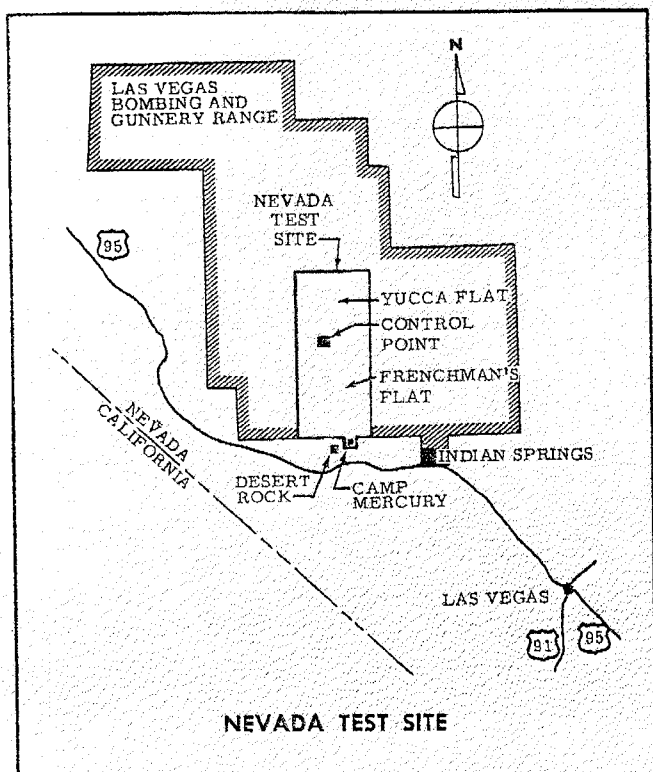 N
LAS VEGAS
BOMBING AND
GUNNERY RANGE
NEVADA
TEST
SITE
95
YUCCA FLAT
CONTROL
POINT
FRENCHMAN'S
FLAT
NEVADA
CALIFORNIA
DESERT
ROCK
CAMP
MERCURY
INDIAN SPRINGS
LAS VEGAS
91
95
NEVADA TEST SITE